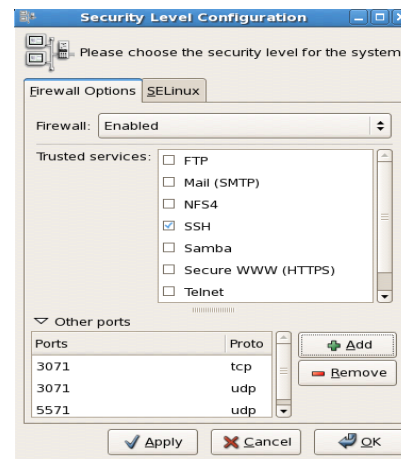 Security Level Configuration
Please choose the security level for the system
Firewall Options SELinux
Firewall: Enabled
Trusted services:
FTP
Mail (SMTP)
NFS4
SSH
Samba
Secure WWW (HTTPS)
Telnet
Other ports
Ports Proto
3071 tcp
3071 udp
5571 udp
Add
Remove
Apply Cancel OK